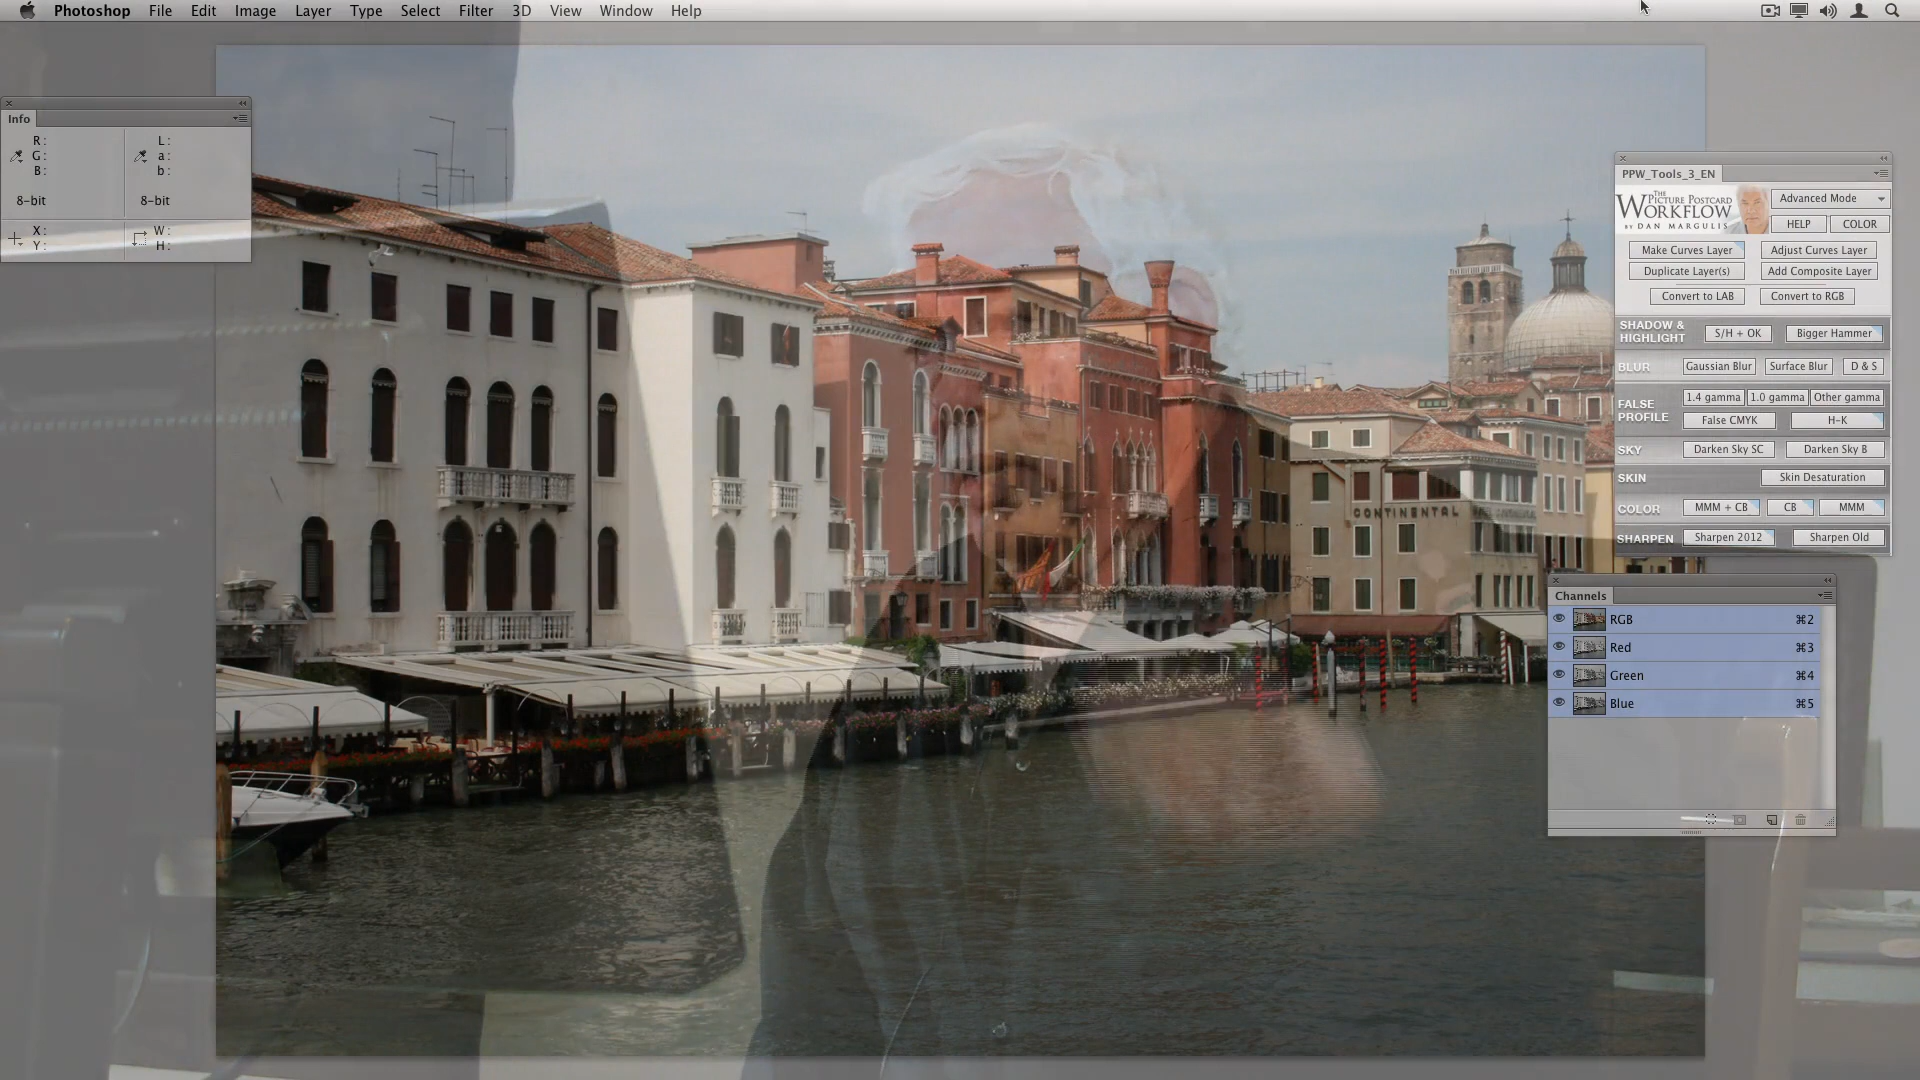 Photoshop File Edit Image Layer Type Select Filter 3D View Window Help
Info
R: L:
G: a:
B: b:
8-bit 8-bit
X: W:
Y: H:
PPW_Tools_3_EN
THE PICTURE POSTCARD
WORKFLOW
BY DAN MARGULIS
Advanced Mode
HELP COLOR
Make Curves Layer Adjust Curves Layer
Duplicate Layer(s) Add Composite Layer
Convert to LAB Convert to RGB
SHADOW &
HIGHLIGHT S/H + OK Bigger Hammer
BLUR Gaussian Blur Surface Blur D & S
FALSE
PROFILE
1.4 gamma 1.0 gamma Other gamma
False CMYK H-K
SKY Darken Sky SC Darken Sky B
SKIN Skin Desaturation
COLOR MMM + CB CB MMM
SHARPEN Sharpen 2012 Sharpen Old
CONTINENTAL
Channels
RGB ⌘2
Red ⌘3
Green ⌘4
Blue ⌘5